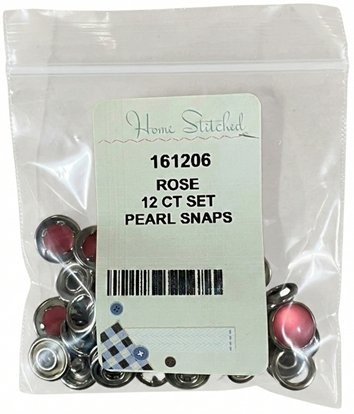 Home Stitched
161206
ROSE
12 CT SET
PEARL SNAPS